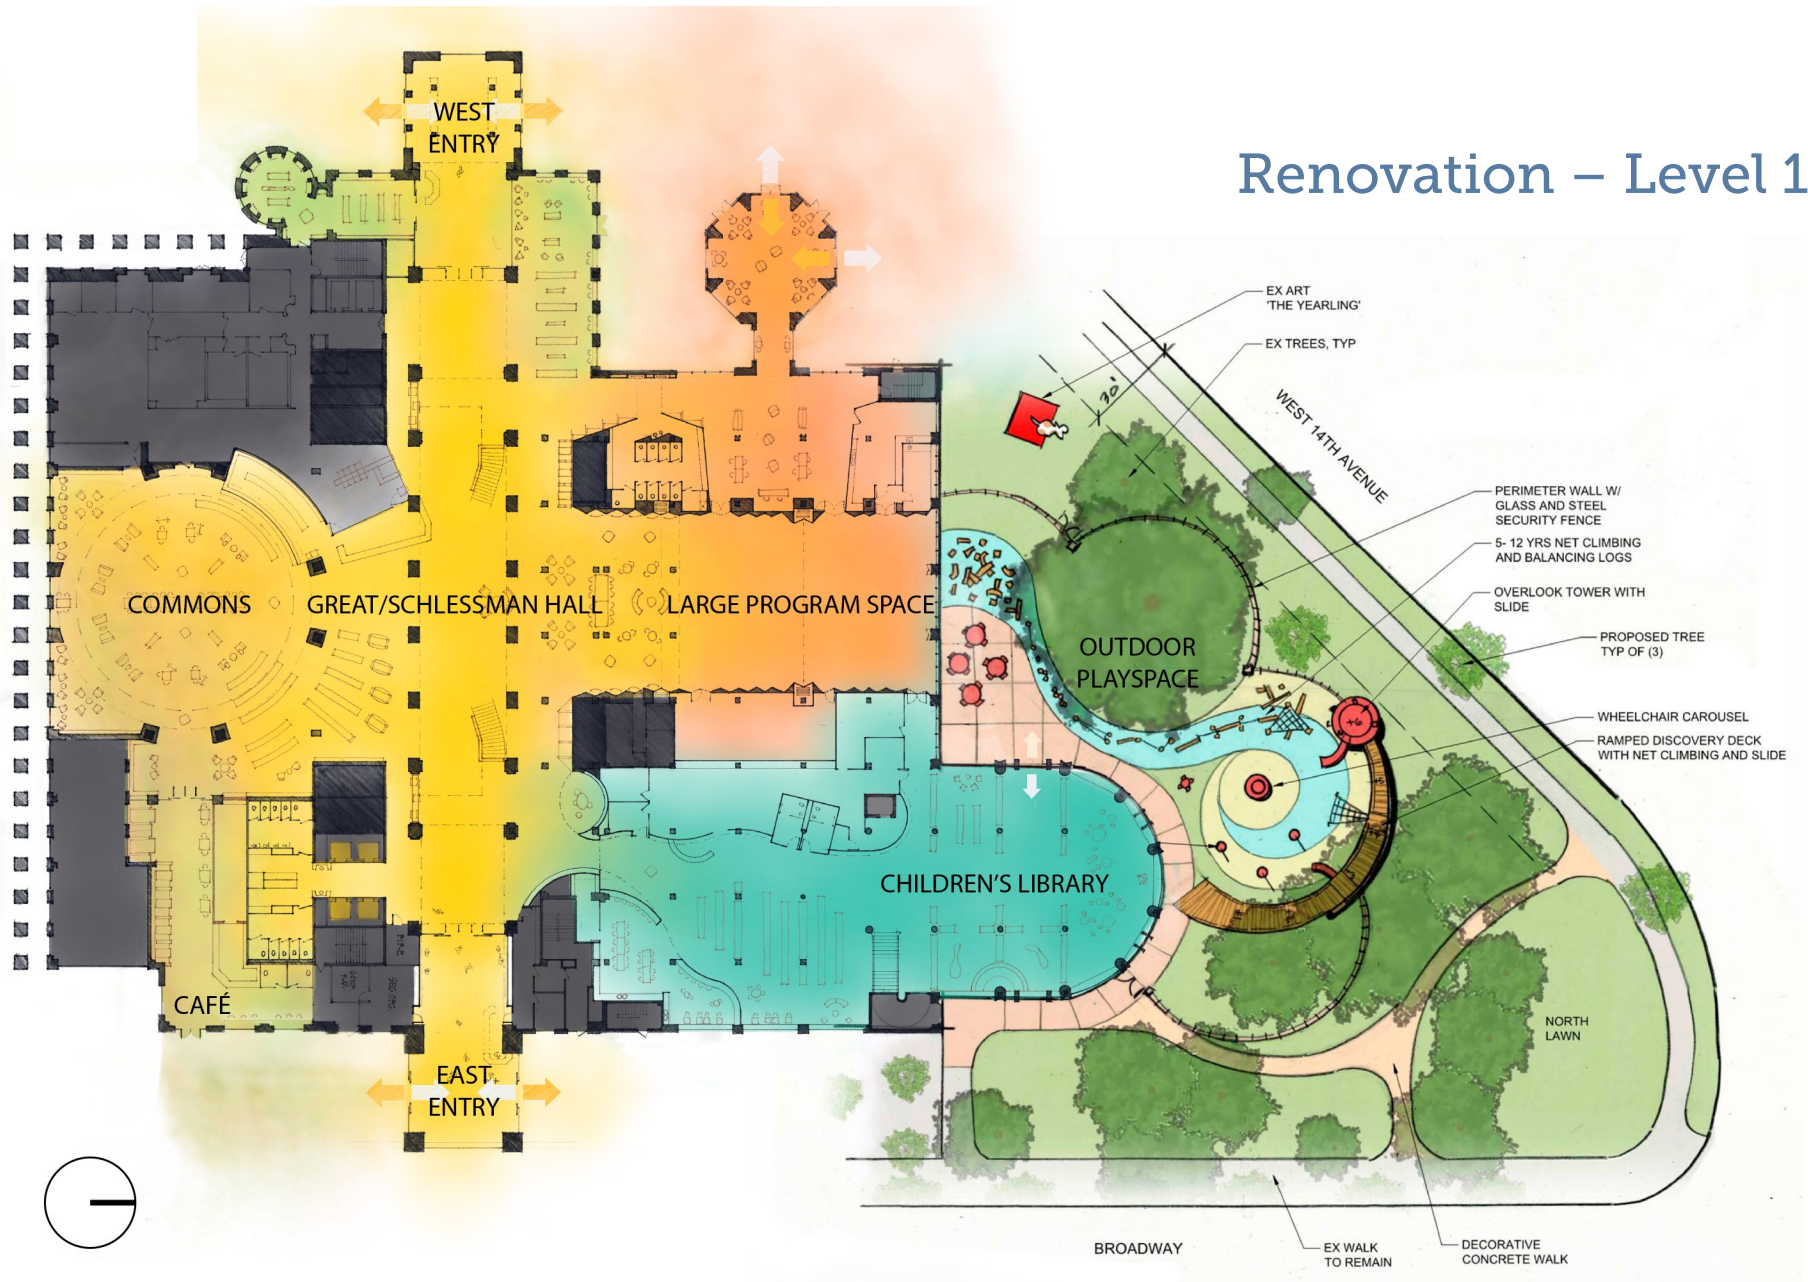 WEST
ENTRY
Renovation – Level 1
EX ART
'THE YEARLING'
EX TREES, TYP
30'
WEST 14TH AVENUE
PERIMETER WALL W/
GLASS AND STEEL
SECURITY FENCE
5- 12 YRS NET CLIMBING
AND BALANCING LOGS
OVERLOOK TOWER WITH
SLIDE
COMMONS
GREAT/SCHLESSMAN HALL
LARGE PROGRAM SPACE
OUTDOOR
PLAYSPACE
PROPOSED TREE
TYP OF (3)
+6
WHEELCHAIR CAROUSEL
RAMPED DISCOVERY DECK
WITH NET CLIMBING AND SLIDE
CHILDREN'S LIBRARY
CAFÉ
NORTH
LAWN
EAST
ENTRY
BROADWAY
EX WALK
TO REMAIN
DECORATIVE
CONCRETE WALK